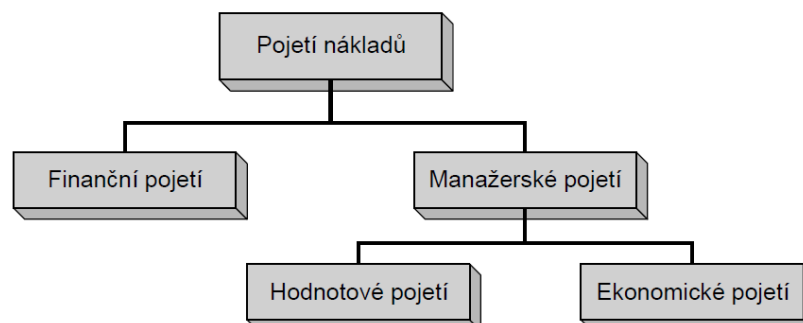 Pojetí nákladů
Finanční pojetí
Manažerské pojetí
Hodnotové pojetí
Ekonomické pojetí